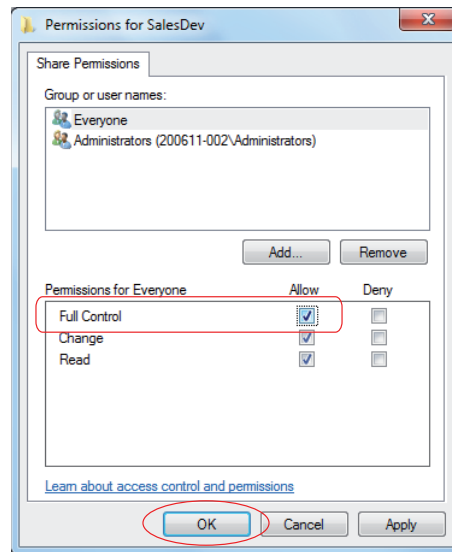 Permissions for SalesDev
Share Permissions
Group or user names:
Everyone
Administrators (200611-002\Administrators)
Add... Remove
Permissions for Everyone Allow Deny
Full Control
Change
Read
Learn about access control and permissions
OK Cancel Apply